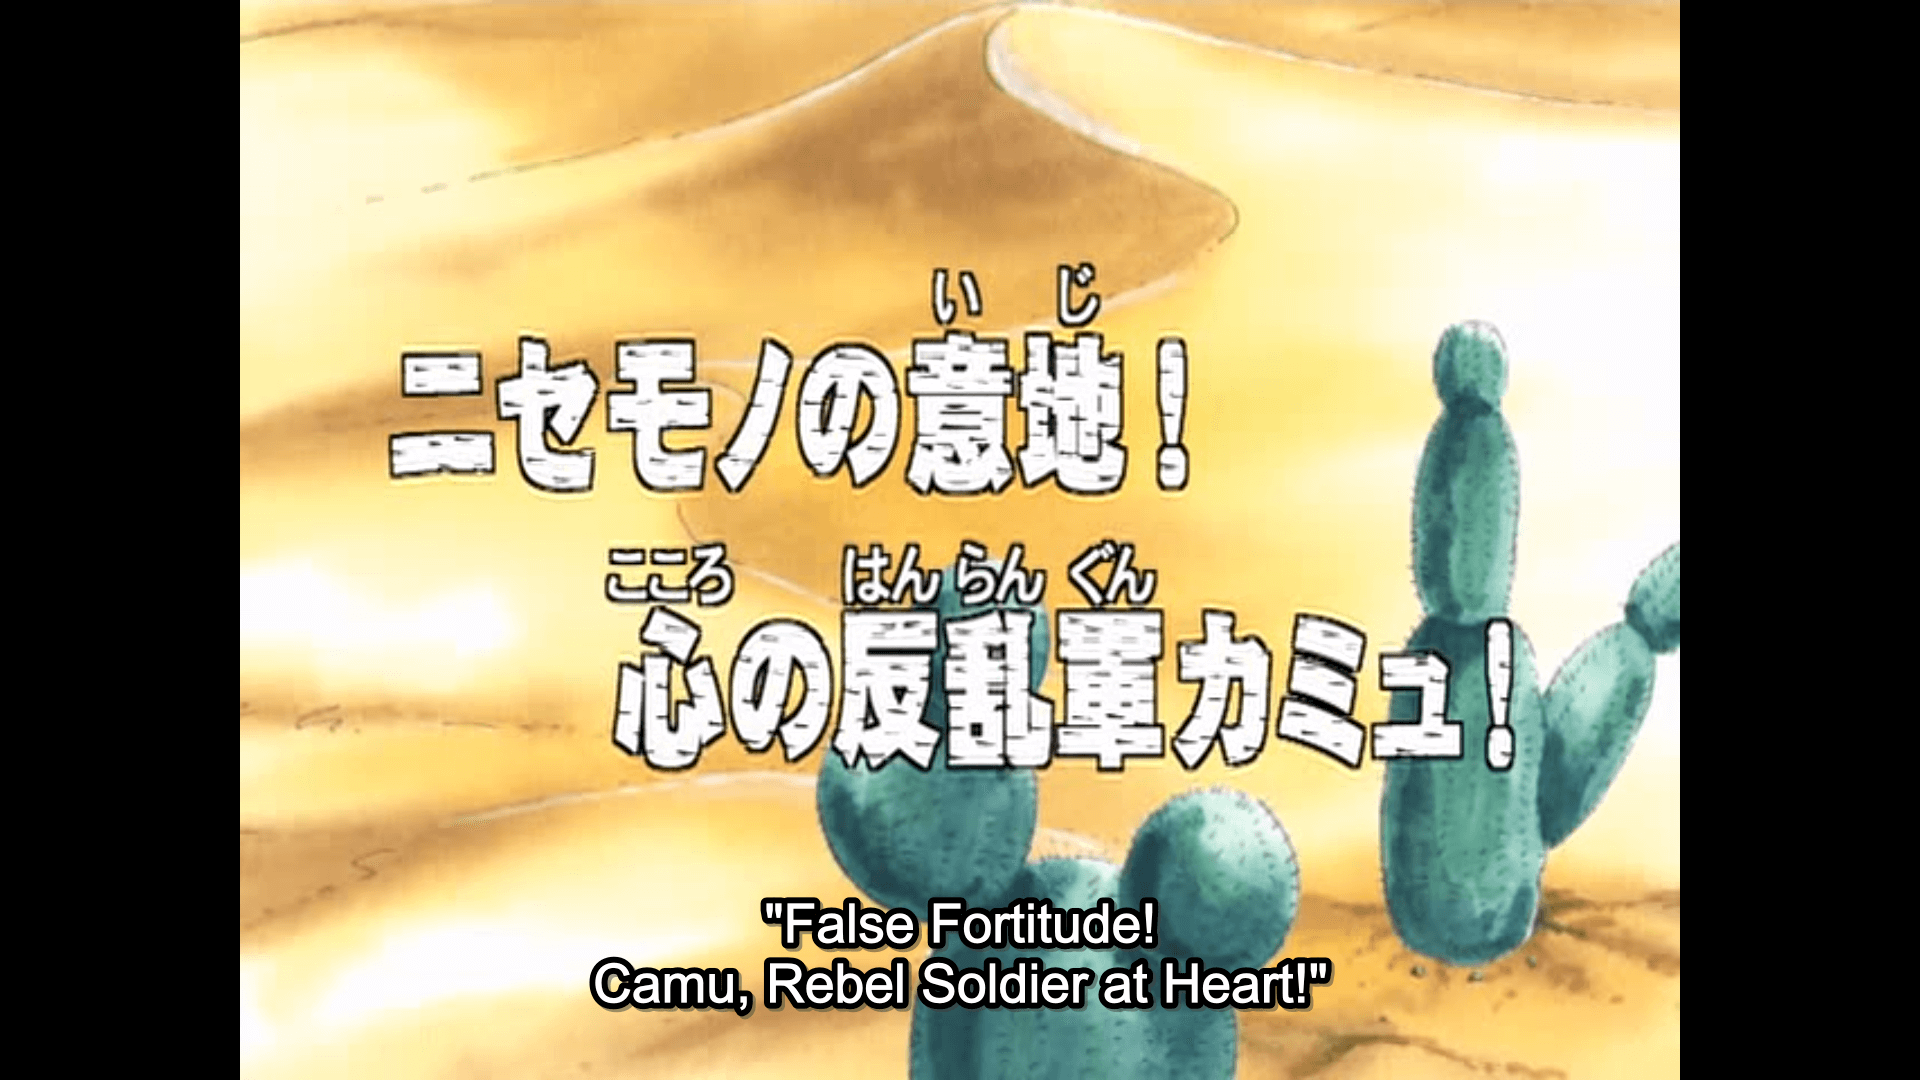 いじ
ニセモノの意地！
こころ はんらんぐん
心の反乱軍カミュ！
"False Fortitude!
Camu, Rebel Soldier at Heart!"